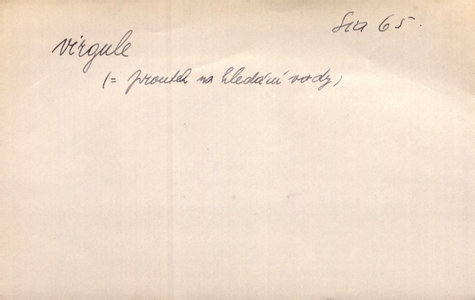 65.
virgule
(= proutek na hledání vody)